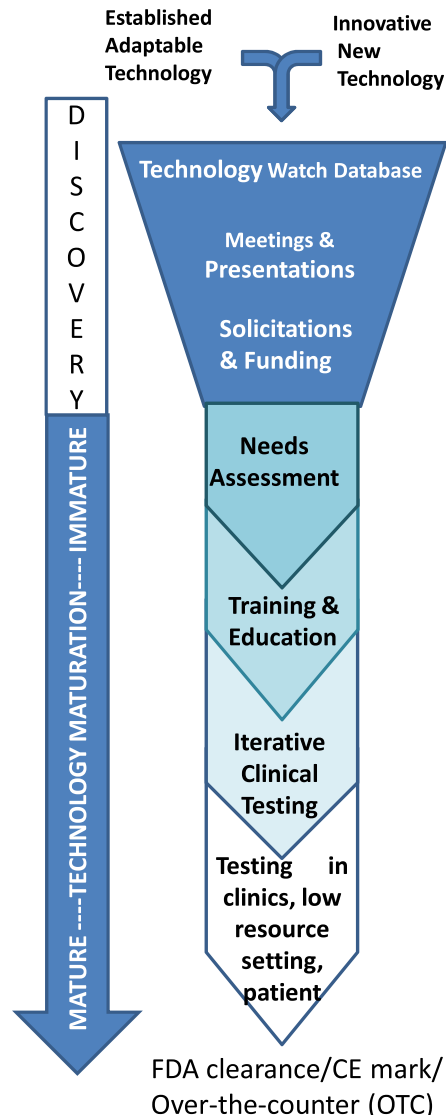 Established
Adaptable
Technology
Innovative
New
Technology
DISCOVERY
MATURE ----TECHNOLOGY MATURATION---- IMMATURE
Technology Watch Database
Meetings &
Presentations
Solicitations
& Funding
Needs
Assessment
Training &
Education
Iterative
Clinical
Testing
Testing in
clinics, low
resource
setting,
patient
FDA clearance/CE mark/
Over-the-counter (OTC)